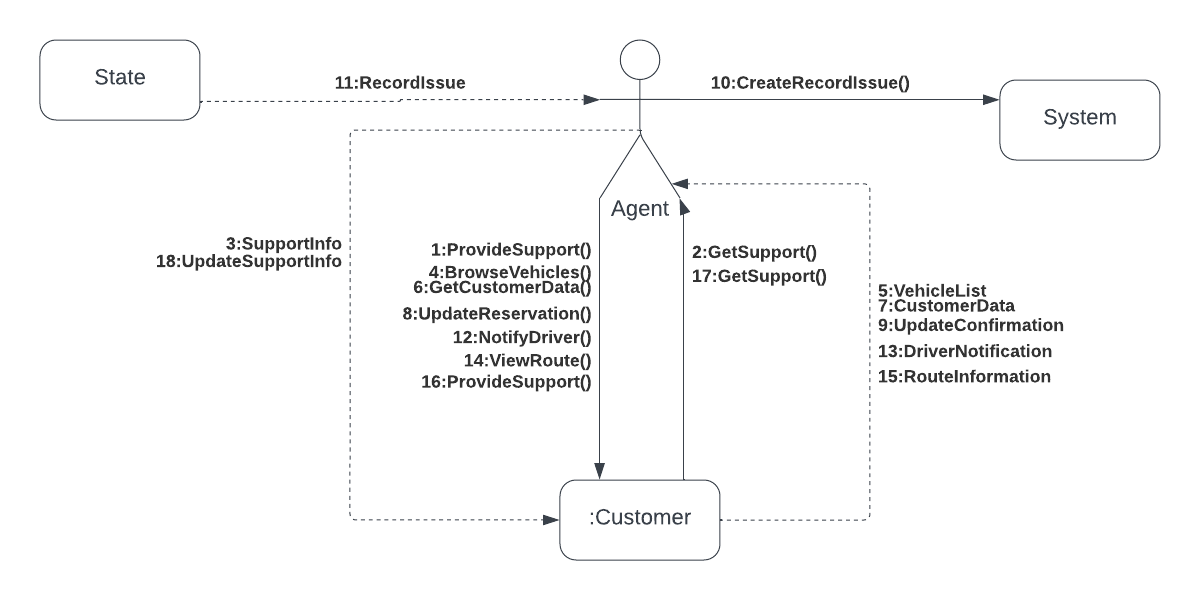 State
11:RecordIssue
10:CreateRecordIssue()
System
Agent
3:SupportInfo
18:UpdateSupportInfo
1:ProvideSupport()
4:BrowseVehicles()
6:GetCustomerData()
8:UpdateReservation()
12:NotifyDriver()
14:ViewRoute()
16:ProvideSupport()
2:GetSupport()
17:GetSupport()
5:VehicleList
7:CustomerData
9:UpdateConfirmation
13:DriverNotification
15:RouteInformation
:Customer